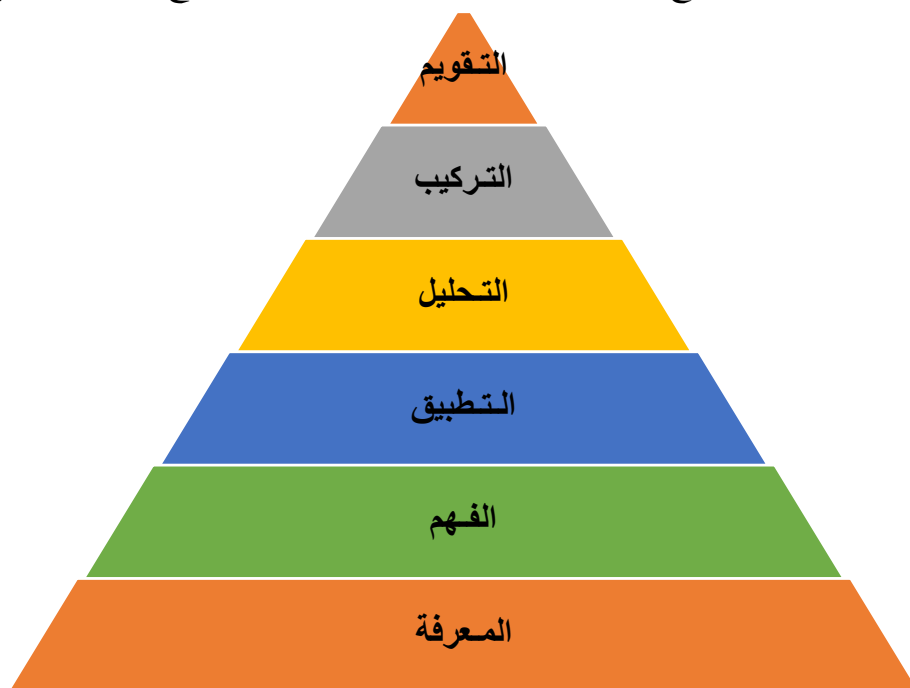 التقويم
التركيب
التحليل
التطبيق
الفهم
المعرفة